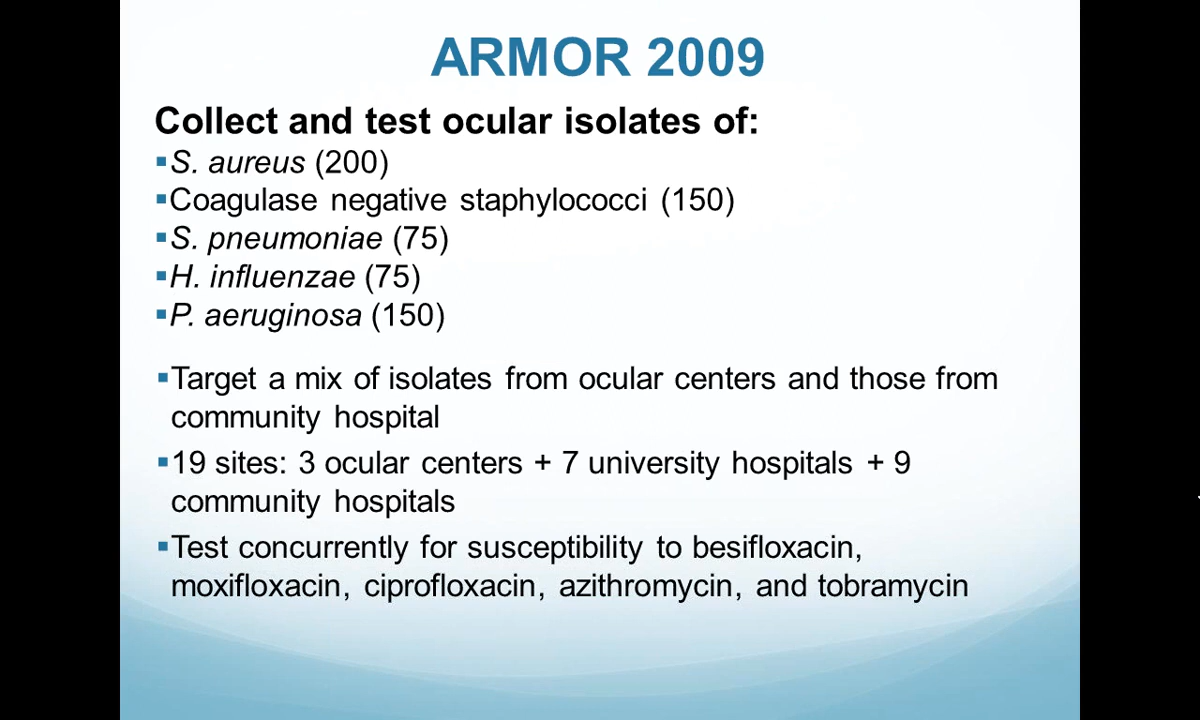 ARMOR 2009
Collect and test ocular isolates of:
▪S. aureus (200)
▪Coagulase negative staphylococci (150)
▪S. pneumoniae (75)
▪H. influenzae (75)
▪P. aeruginosa (150)
▪Target a mix of isolates from ocular centers and those from
community hospital
▪19 sites: 3 ocular centers + 7 university hospitals + 9
community hospitals
▪Test concurrently for susceptibility to besifloxacin,
moxifloxacin, ciprofloxacin, azithromycin, and tobramycin